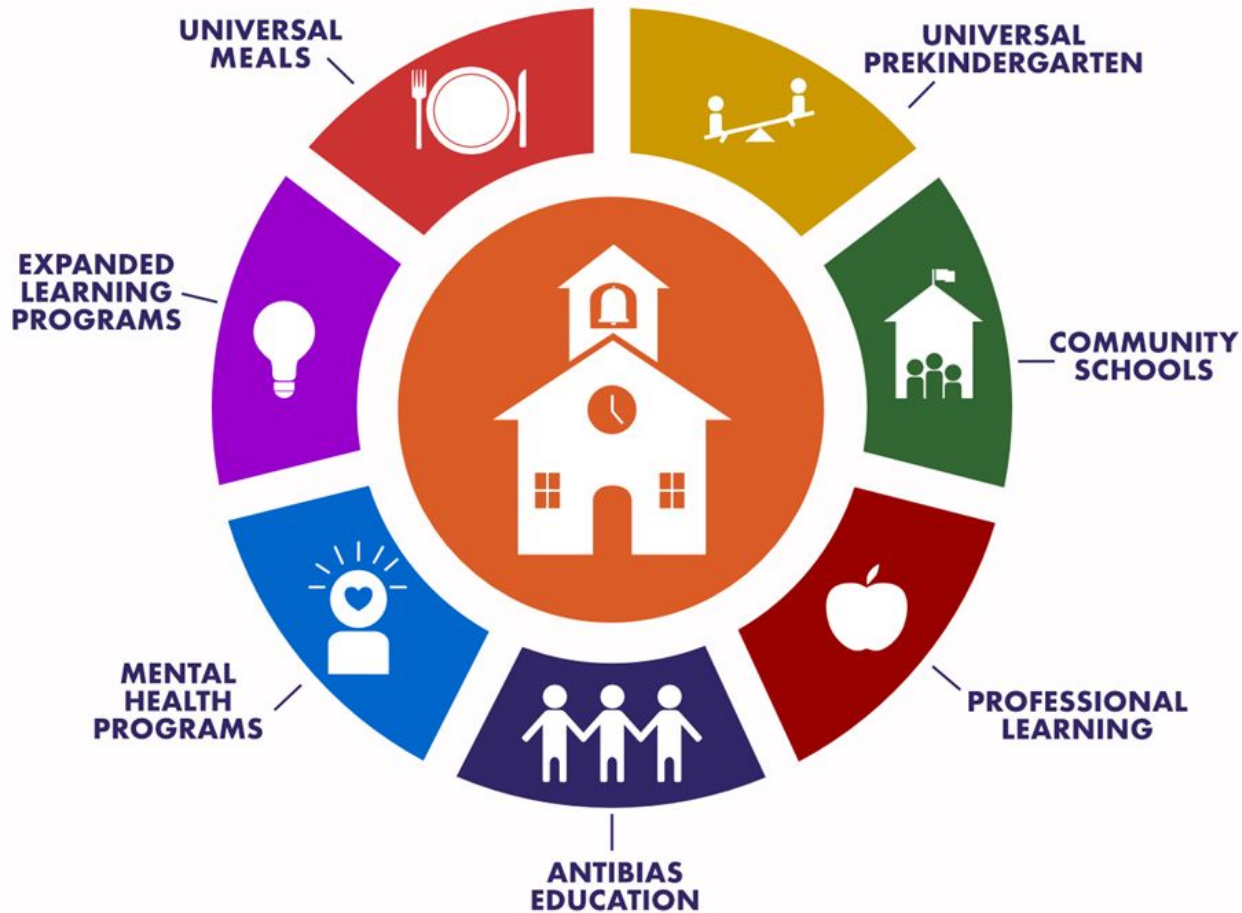 UNIVERSAL
MEALS
UNIVERSAL
PREKINDERGARTEN
EXPANDED
LEARNING
PROGRAMS
COMMUNITY
SCHOOLS
MENTAL
HEALTH
PROGRAMS
PROFESSIONAL
LEARNING
ANTIBIAS
EDUCATION